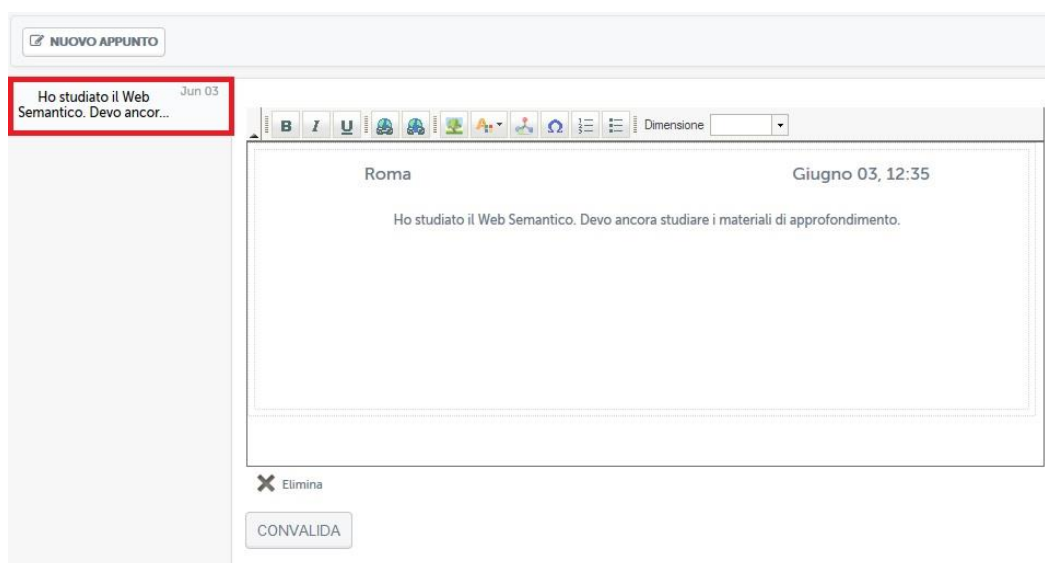 NUOVO APPUNTO
Ho studiato il Web Jun 03
Semantico. Devo ancor...
B I U Ω Dimensione
Roma Giugno 03, 12:35
Ho studiato il Web Semantico. Devo ancora studiare i materiali di approfondimento.
Elimina
CONVALIDA